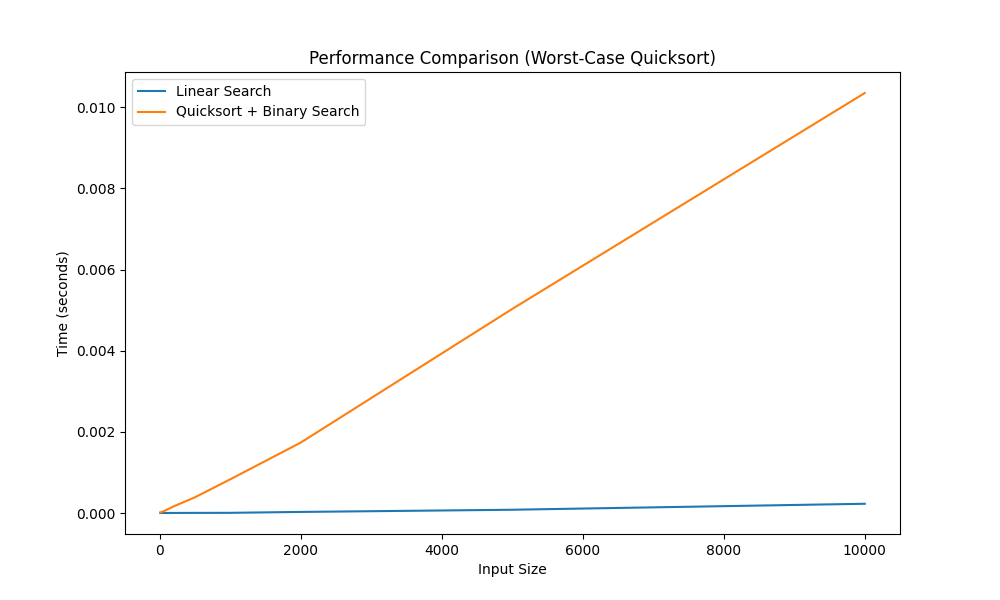 Performance Comparison (Worst-Case Quicksort)
Linear Search
Quicksort + Binary Search
0.010
0.008
0.006
0.004
0.002
0.000
Time (seconds)
0 2000 4000 6000 8000 10000
Input Size